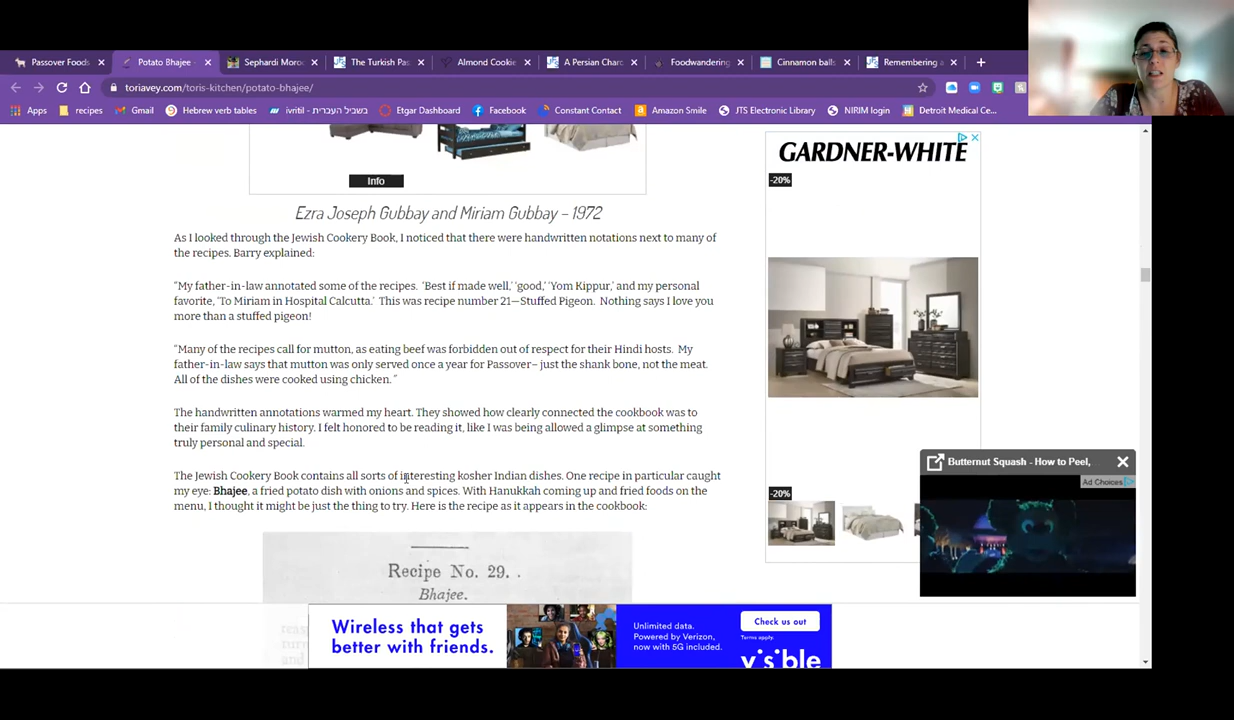 Passover Foods
Potato Bhajee
Sephardi Moroc
The Turkish Pas
Almond Cookie
A Persian Charo
Foodwandering
Cinnamon balls
Remembering a
toriavey.com/toris-kitchen/potato-bhajee/
Apps
recipes
Gmail
Hebrew verb tables
בשביל העברית - ivritil
Etgar Dashboard
Facebook
Constant Contact
Amazon Smile
JTS Electronic Library
NIRIM login
Detroit Medical Ce...
Info
Ezra Joseph Gubbay and Miriam Gubbay – 1972
As I looked through the Jewish Cookery Book, I noticed that there were handwritten notations next to many of
the recipes. Barry explained:
“My father-in-law annotated some of the recipes. ‘Best if made well,’ ‘good,’ ‘Yom Kippur,’ and my personal
favorite, ‘To Miriam in Hospital Calcutta.’ This was recipe number 21—Stuffed Pigeon. Nothing says I love you
more than a stuffed pigeon!
“Many of the recipes call for mutton, as eating beef was forbidden out of respect for their Hindi hosts. My
father-in-law says that mutton was only served once a year for Passover– just the shank bone, not the meat.
All of the dishes were cooked using chicken.”
The handwritten annotations warmed my heart. They showed how clearly connected the cookbook was to
their family culinary history. I felt honored to be reading it, like I was being allowed a glimpse at something
truly personal and special.
The Jewish Cookery Book contains all sorts of interesting kosher Indian dishes. One recipe in particular caught
my eye: Bhajee, a fried potato dish with onions and spices. With Hanukkah coming up and fried foods on the
menu, I thought it might be just the thing to try. Here is the recipe as it appears in the cookbook:
Recipe No. 29.
Bhajee.
GARDNER-WHITE
-20%
-20%
Butternut Squash - How to Peel,
Ad Choices
Wireless that gets
better with friends.
Unlimited data.
Powered by Verizon,
now with 5G included.
Check us out
Terms apply.
visible